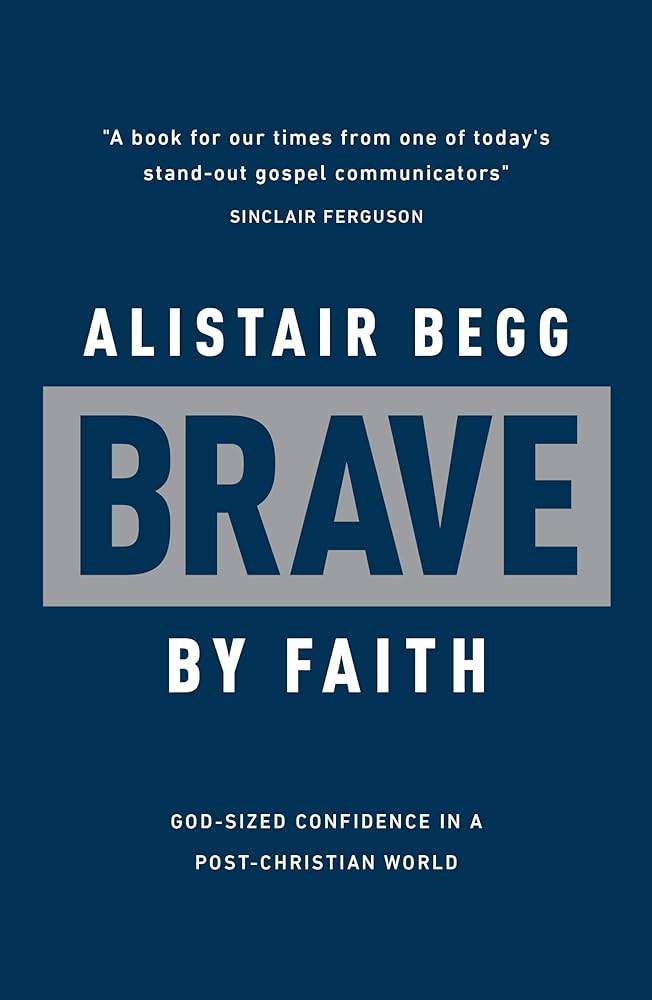 "A book for our times from one of today's
stand-out gospel communicators"
SINCLAIR FERGUSON
ALISTAIR BEGG
BRAVE
BY FAITH
GOD-SIZED CONFIDENCE IN A
POST-CHRISTIAN WORLD